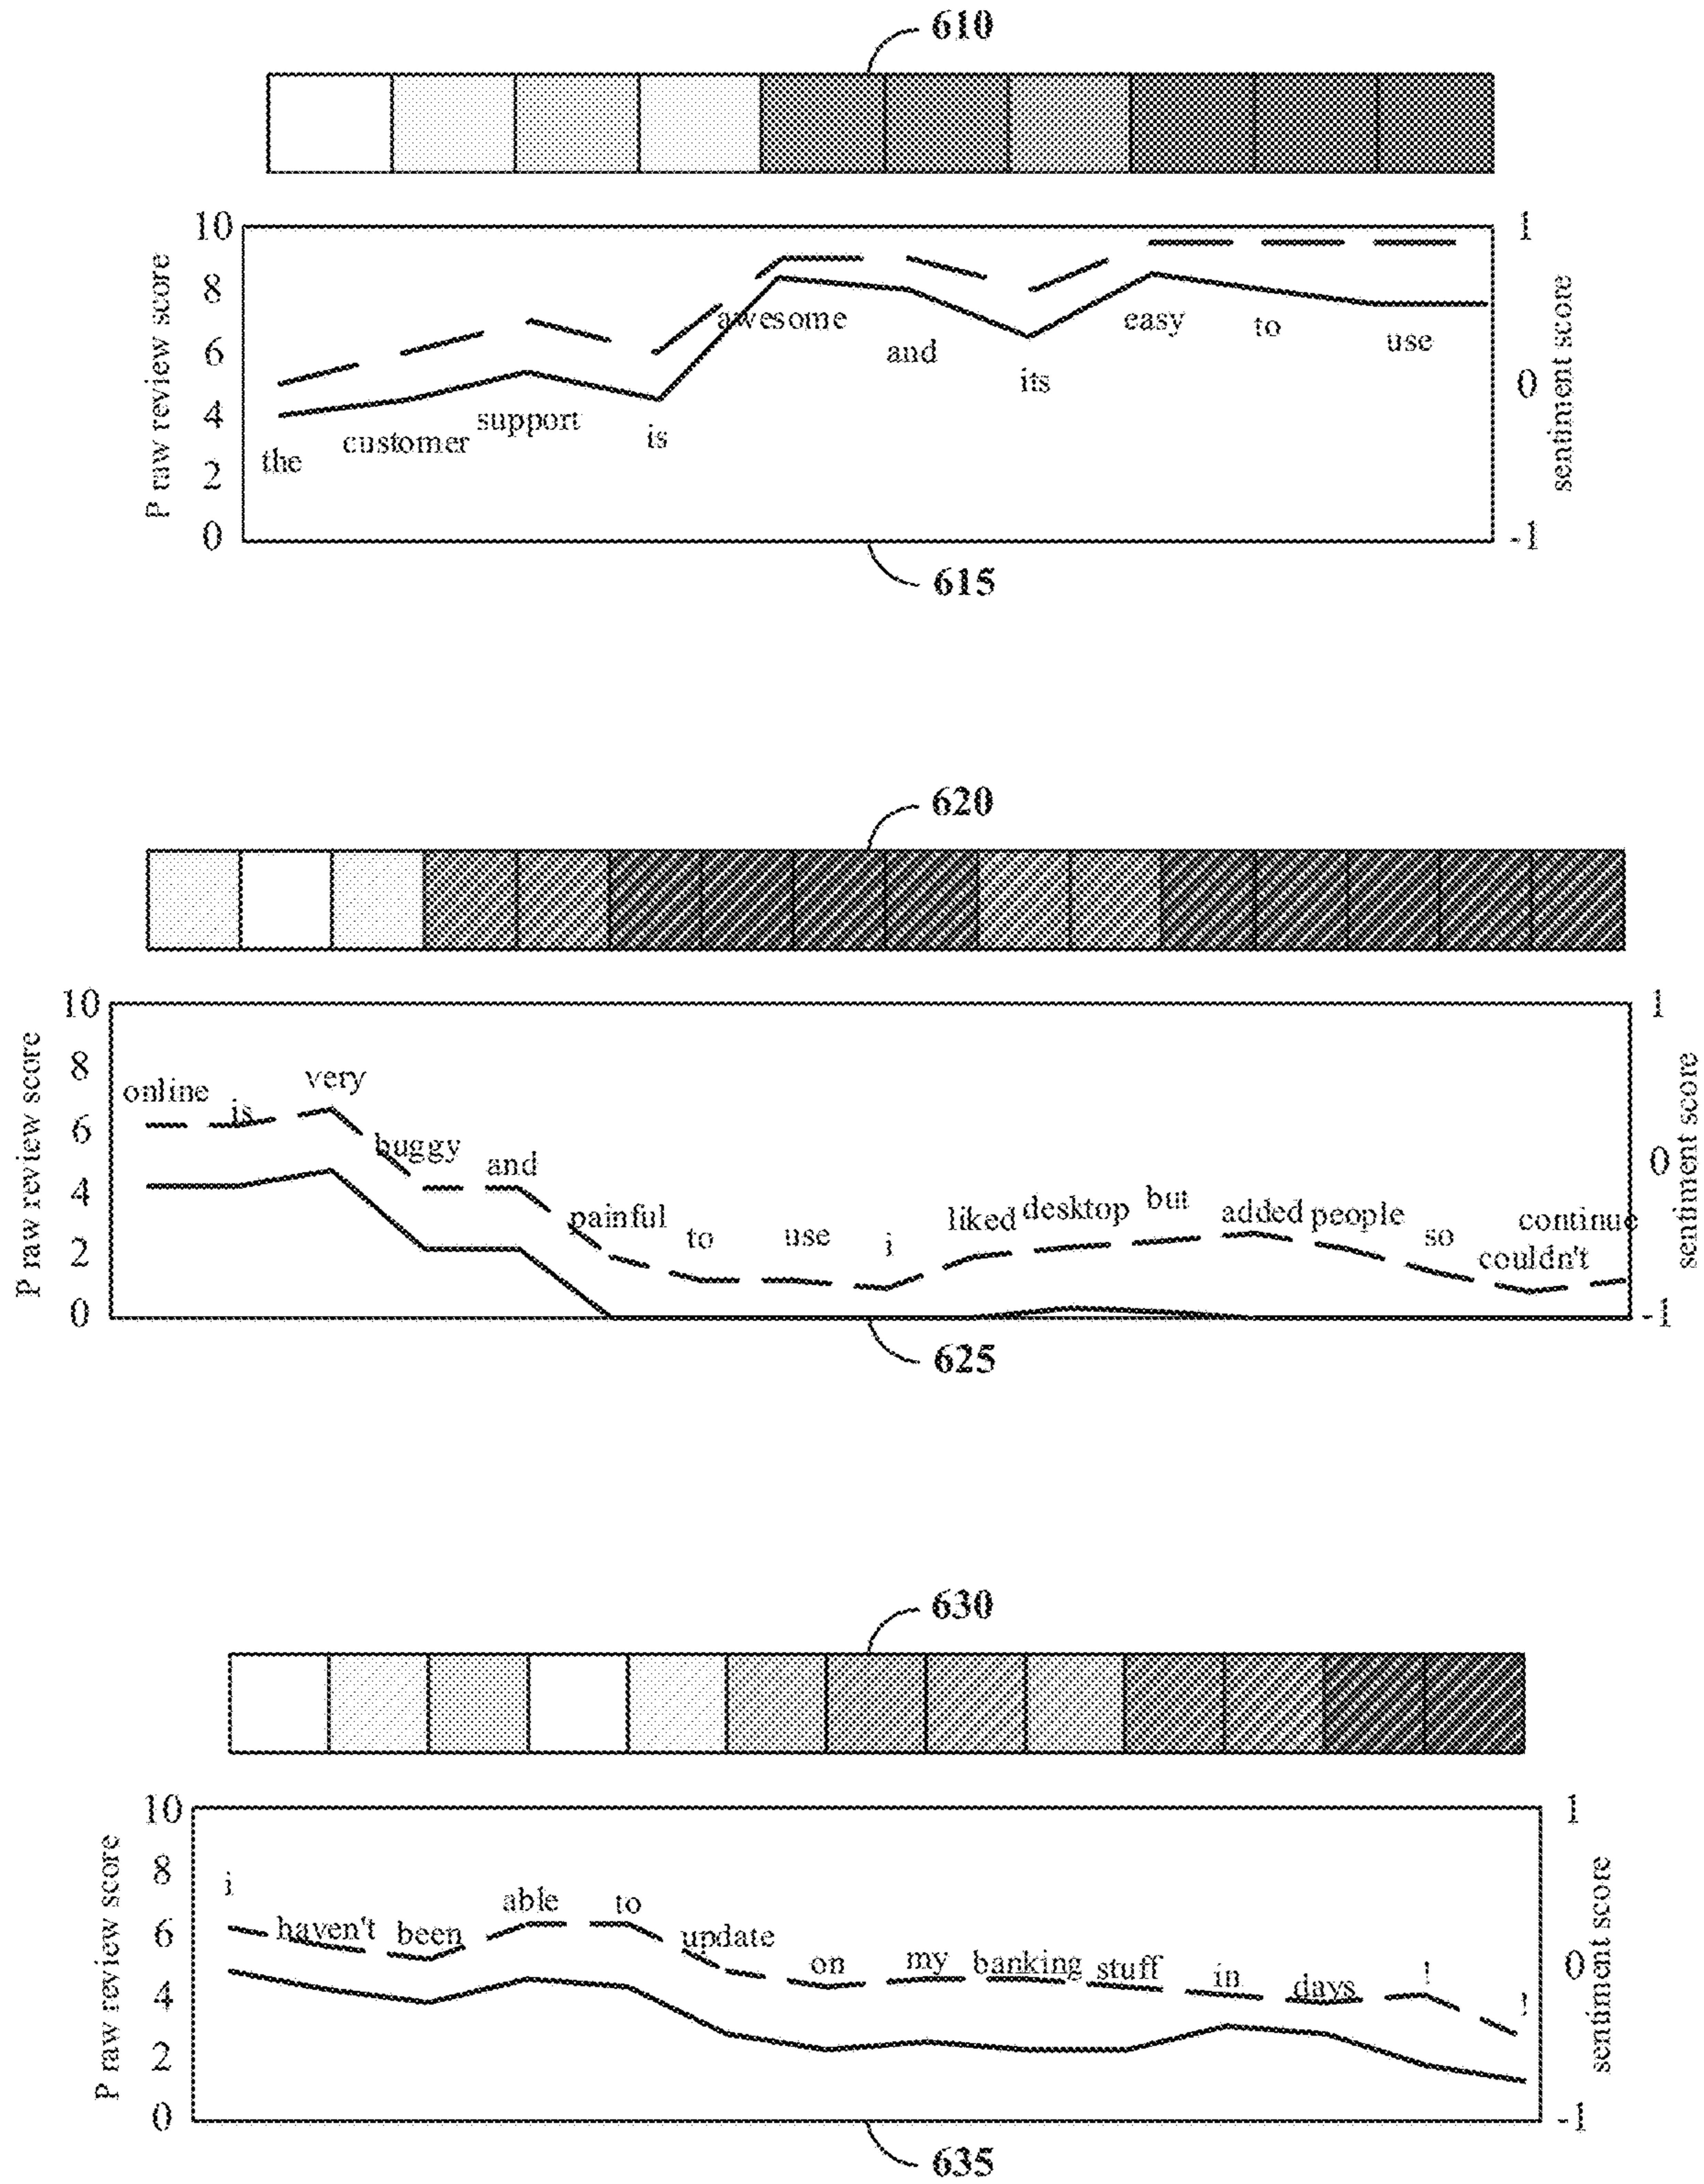 610
10
8
6
4
2
0
P raw review score
the
customer
support
is
awesome
and
its
easy
to
use
1
0
-1
sentiment score
615
620
10
8
6
4
2
0
P raw review score
online
is
very
buggy
and
painful
to
use
i
liked
desktop
but
added
people
so
couldn't
continue
1
0
-1
sentiment score
625
630
10
8
6
4
2
0
P raw review score
i
haven't
been
able
to
update
on
my
banking
stuff
in
days
!
!
1
0
-1
sentiment score
635